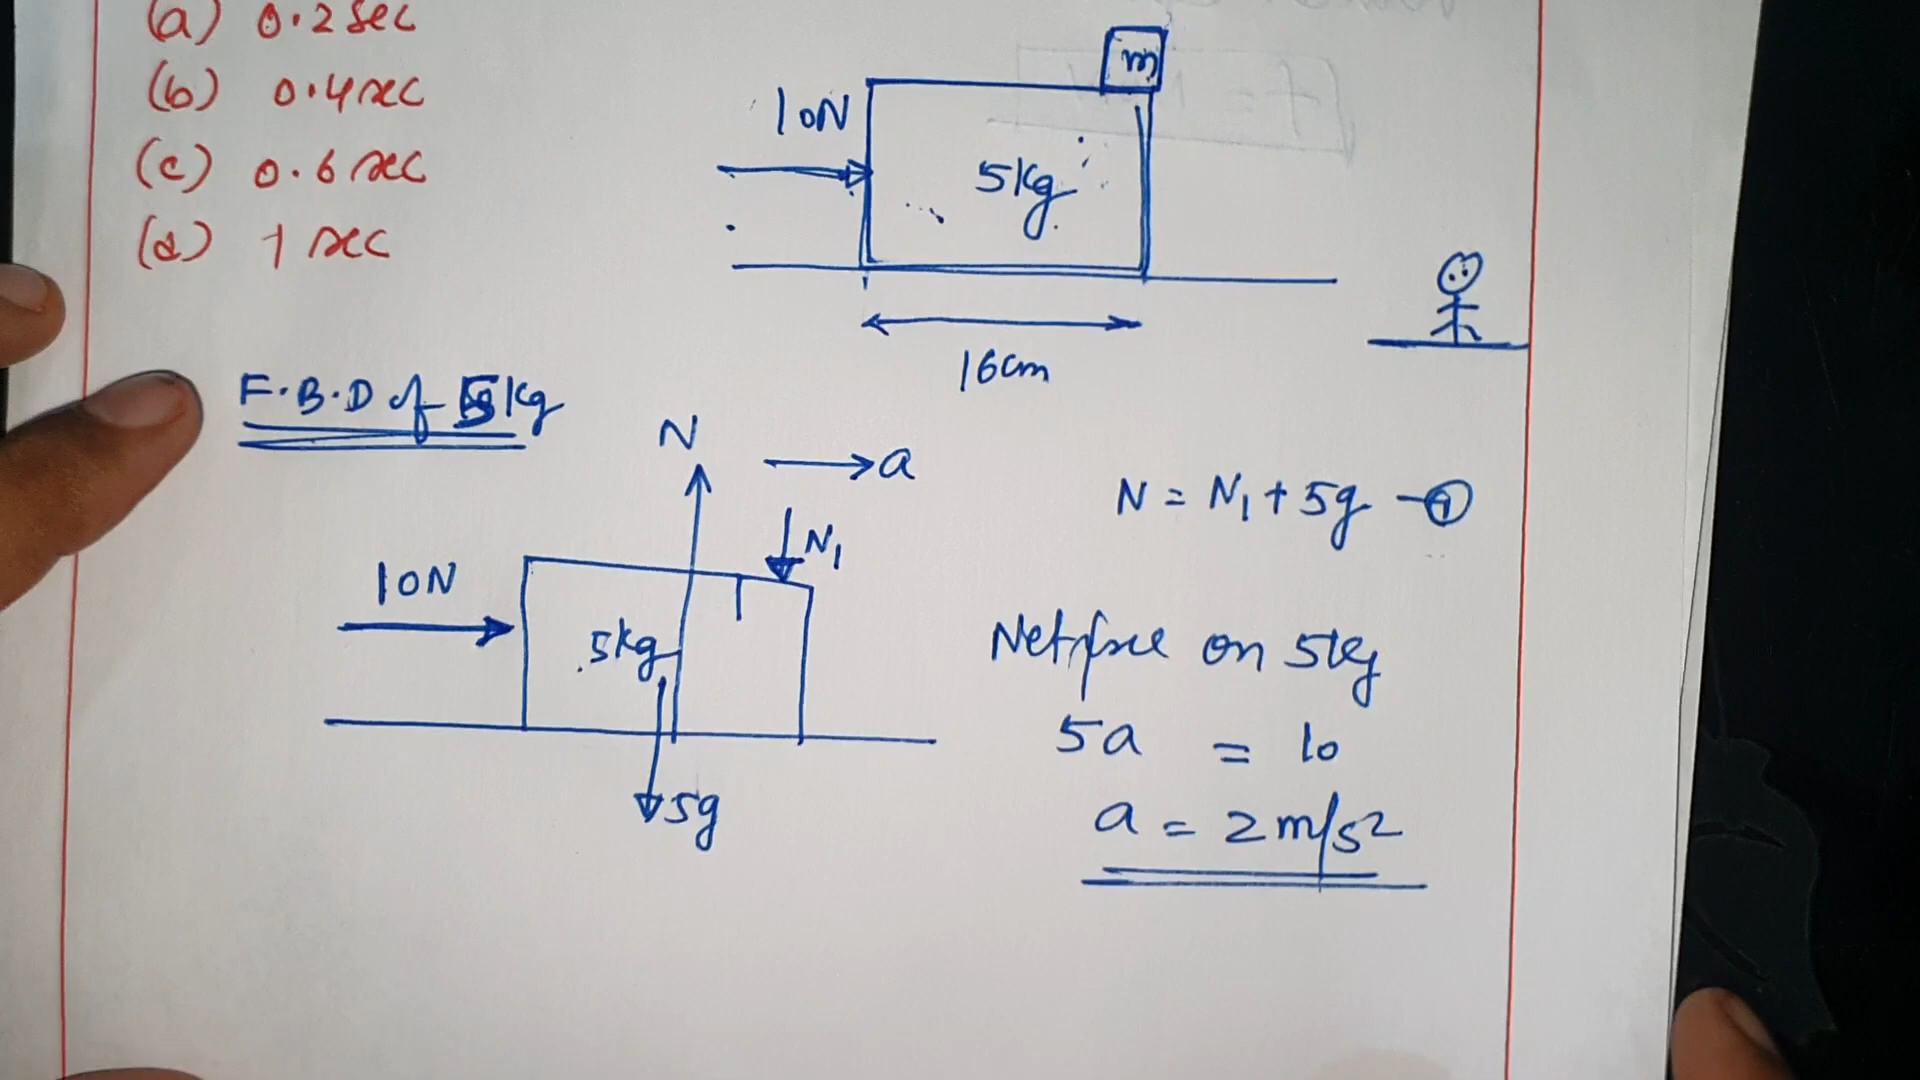 (a) 0.2 sec
(b) 0.4 sec
(c) 0.6 sec
(d) 1 sec
m
10N
5kg
16cm
F.B.D of 5kg
N
a
N1
10N
5kg
5g
N = N1 + 5g - ①
Net force on 5kg
5a = 10
a = 2 m/s²